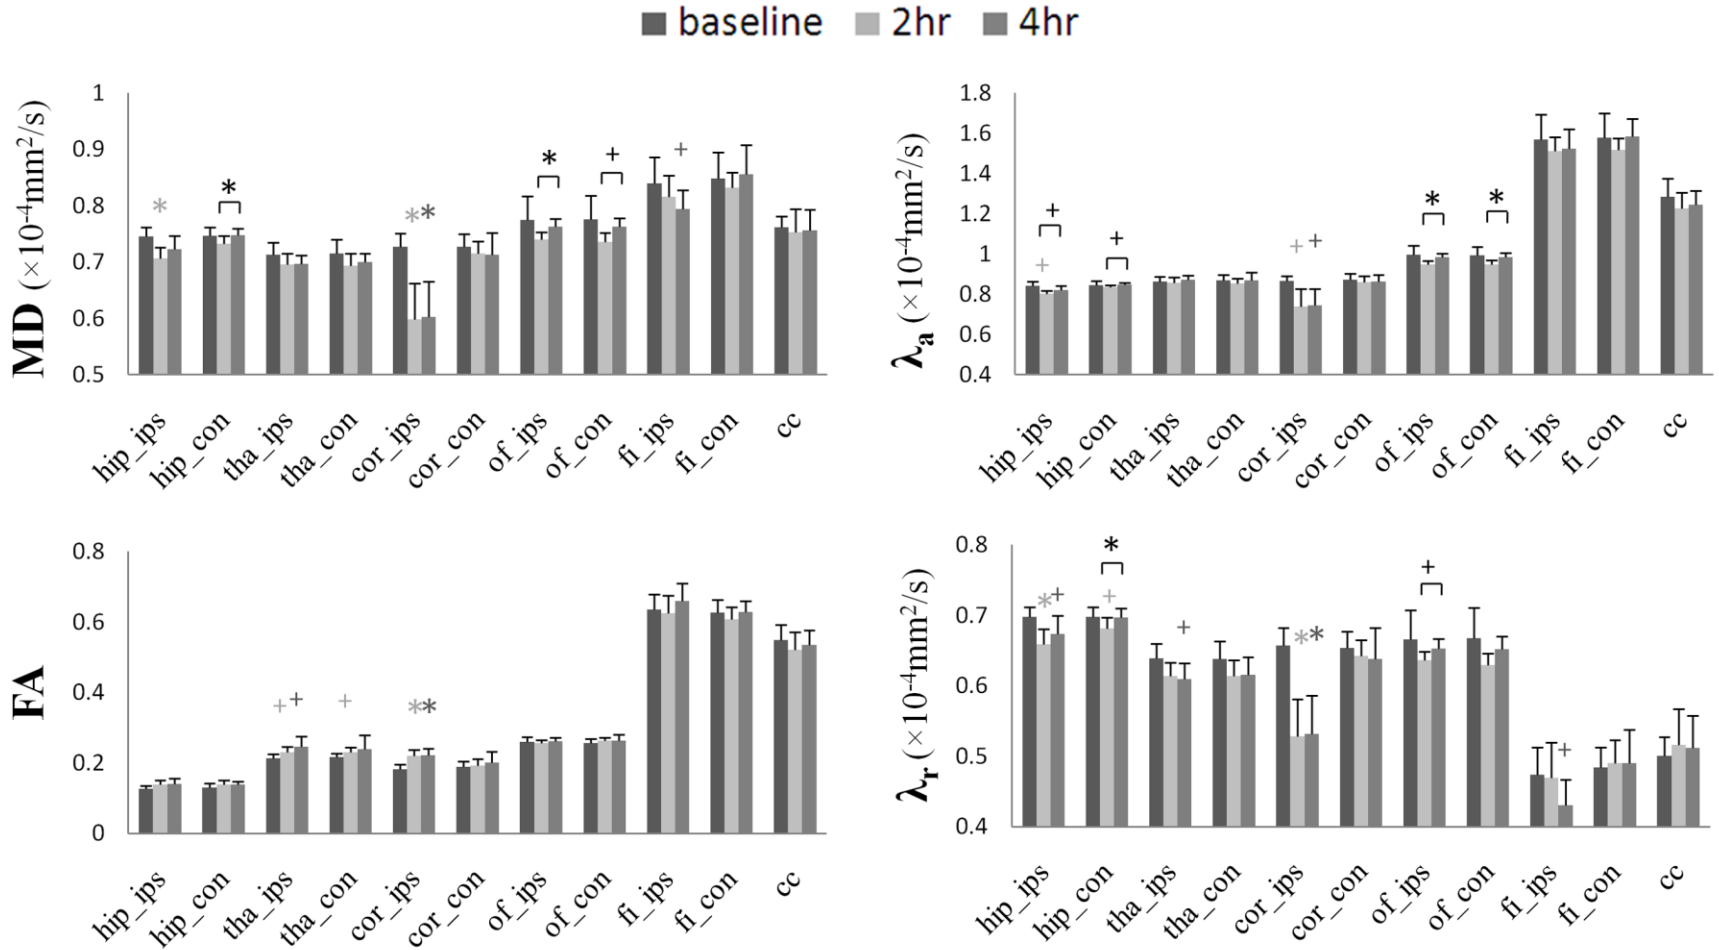 baseline 2hr 4hr
MD (×10⁻⁴mm²/s)
1
0.9
0.8
0.7
0.6
0.5
* * ** * + +
hip_ips hip_con tha_ips tha_con cor_ips cor_con of_ips of_con fi_ips fi_con cc
λa (×10⁻⁴mm²/s)
1.8
1.6
1.4
1.2
1
0.8
0.6
0.4
+ + + + + * *
hip_ips hip_con tha_ips tha_con cor_ips cor_con of_ips of_con fi_ips fi_con cc
FA
0.8
0.6
0.4
0.2
0
+ + + **
hip_ips hip_con tha_ips tha_con cor_ips cor_con of_ips of_con fi_ips fi_con cc
λr (×10⁻⁴mm²/s)
0.8
0.7
0.6
0.5
0.4
*+ * + + ** + +
hip_ips hip_con tha_ips tha_con cor_ips cor_con of_ips of_con fi_ips fi_con cc